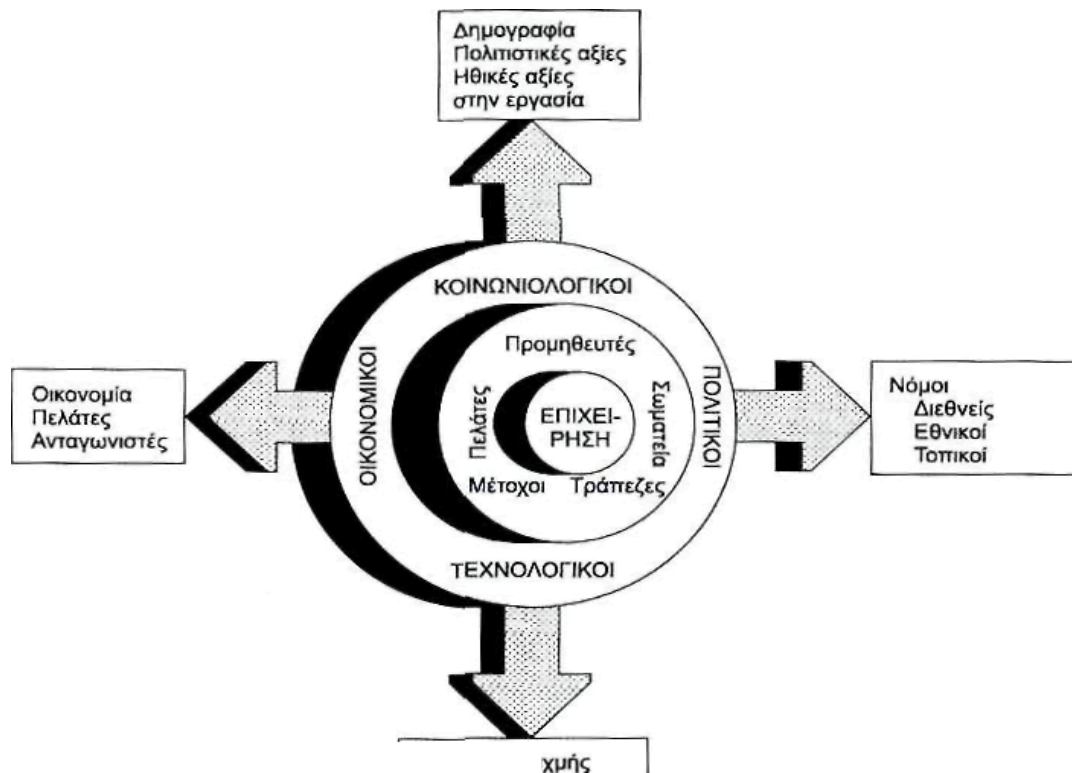 Δημογραφία
Πολιτιστικές αξίες
Ηθικές αξίες
στην εργασία
ΚΟΙΝΩΝΙΟΛΟΓΙΚΟΙ
Προμηθευτές
Οικονομία
Πελάτες
Ανταγωνιστές
ΟΙΚΟΝΟΜΙΚΟΙ
Πελάτες
ΕΠΙΧΕΙ-
ΡΗΣΗ
Σωματεία
ΠΟΛΙΤΙΚΟΙ
Νόμοι
Διεθνείς
Εθνικοί
Τοπικοί
Μέτοχοι
Τράπεζες
ΤΕΧΝΟΛΟΓΙΚΟΙ
χμής